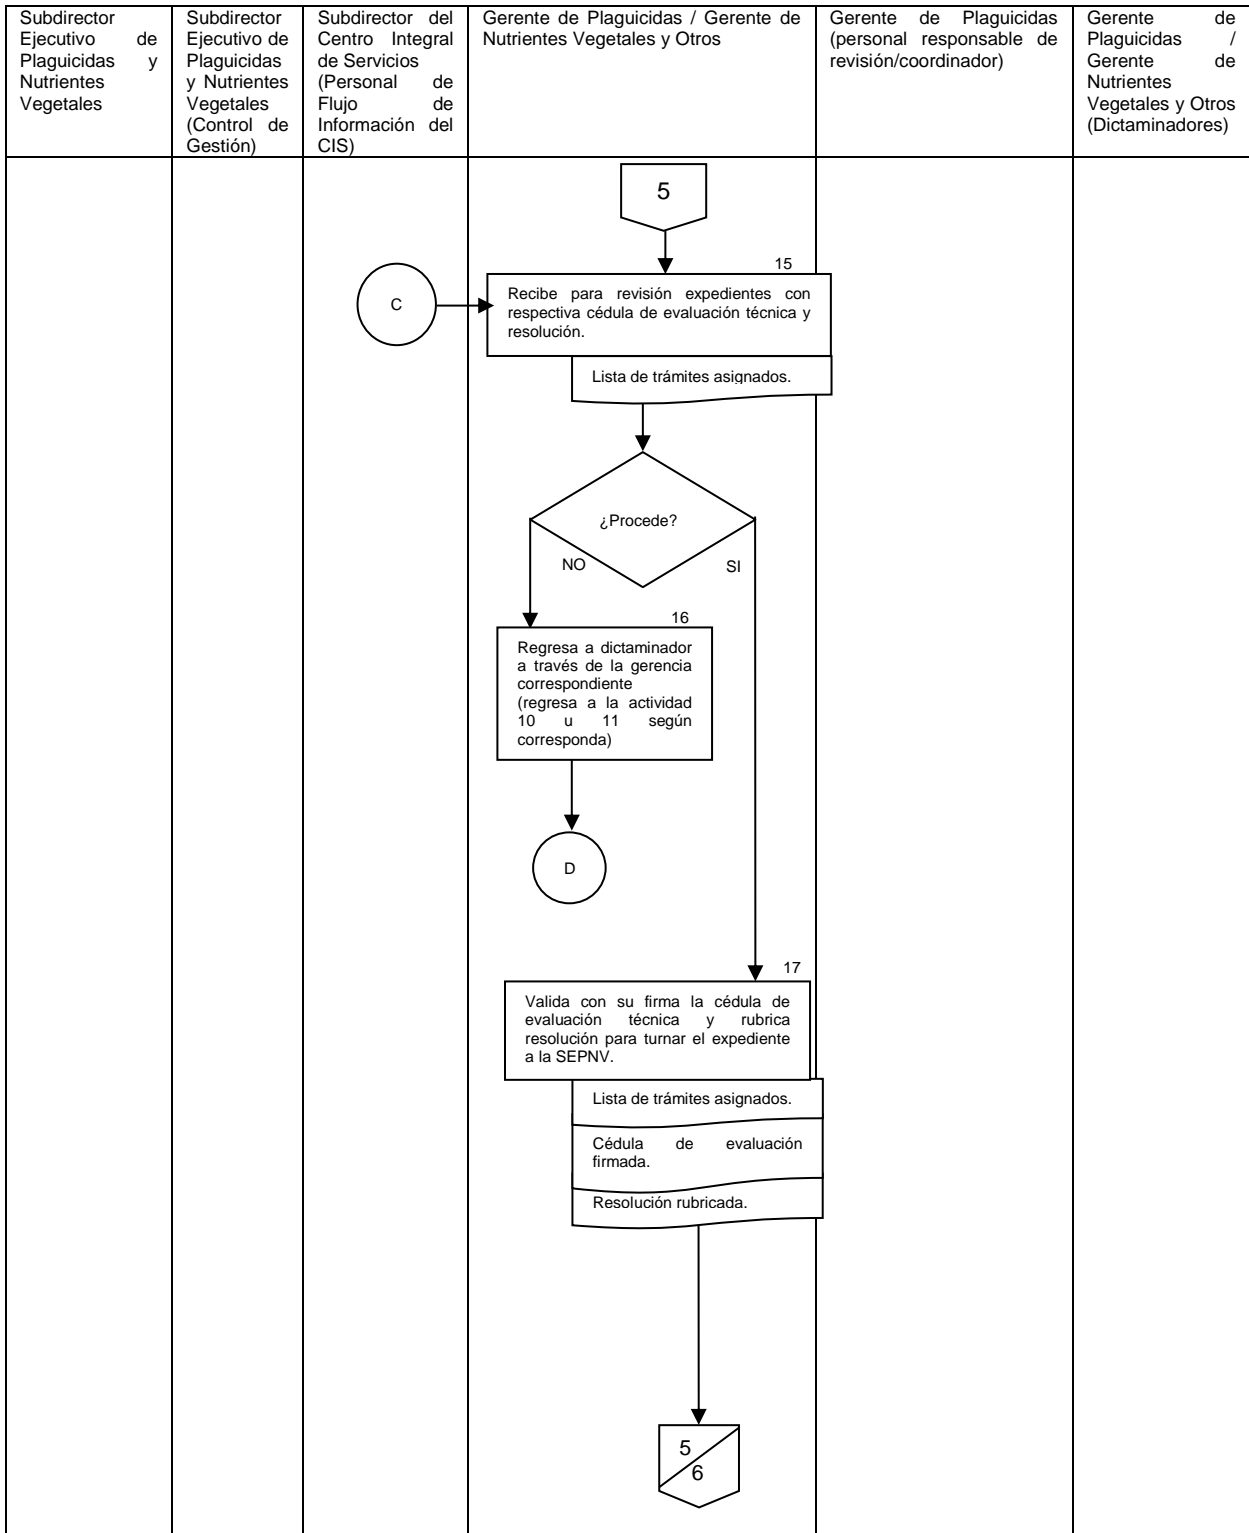 Subdirector
Ejecutivo de
Plaguicidas y
Nutrientes
Vegetales
Subdirector
Ejecutivo de
Plaguicidas
y Nutrientes
Vegetales
(Control de
Gestión)
Subdirector del
Centro Integral
de Servicios
(Personal de
Flujo de
Información del
CIS)
Gerente de Plaguicidas / Gerente de
Nutrientes Vegetales y Otros
Gerente de Plaguicidas
(personal responsable de
revisión/coordinador)
Gerente de
Plaguicidas /
Gerente de
Nutrientes
Vegetales y Otros
(Dictaminadores)
5
15
C
Recibe para revisión expedientes con
respectiva cédula de evaluación técnica y
resolución.
Lista de trámites asignados.
¿Procede?
NO
SI
16
Regresa a dictaminador
a través de la gerencia
correspondiente
(regresa a la actividad
10 u 11 según
corresponda)
D
17
Valida con su firma la cédula de
evaluación técnica y rubrica
resolución para turnar el expediente
a la SEPNV.
Lista de trámites asignados.
Cédula de evaluación
firmada.
Resolución rubricada.
5
6